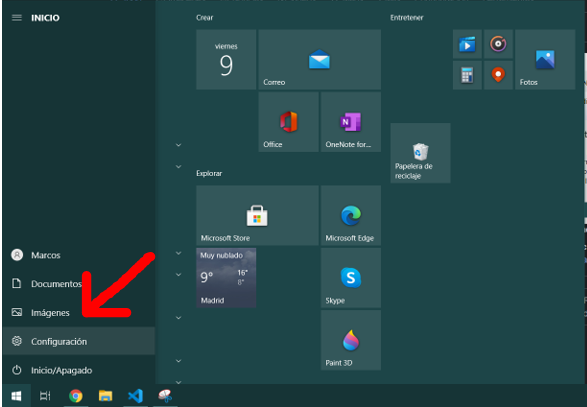 INICIO
Crear
Entretener
viernes
9
Correo
Fotos
Office
OneNote for...
Papelera de
reciclaje
Explorar
Microsoft Store
Microsoft Edge
Marcos
Muy nublado
9°
16°
8°
Madrid
Skype
Documentos
Imágenes
Configuración
Paint 3D
Inicio/Apagado